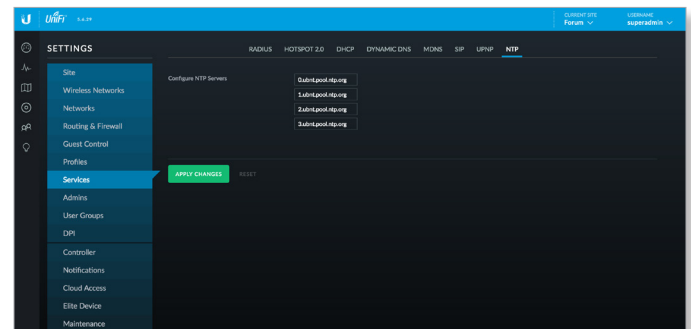 U UniFi 5.6.29
CURRENT SITE
Forum
USERNAME
superadmin
SETTINGS
RADIUS HOTSPOT 2.0 DHCP DYNAMIC DNS MDNS SIP UPNP NTP
Site
Wireless Networks
Networks
Routing & Firewall
Guest Control
Profiles
Services
Admins
User Groups
DPI
Controller
Notifications
Cloud Access
Elite Device
Maintenance
Configure NTP Servers
0.ubnt.pool.ntp.org
1.ubnt.pool.ntp.org
2.ubnt.pool.ntp.org
3.ubnt.pool.ntp.org
APPLY CHANGES RESET